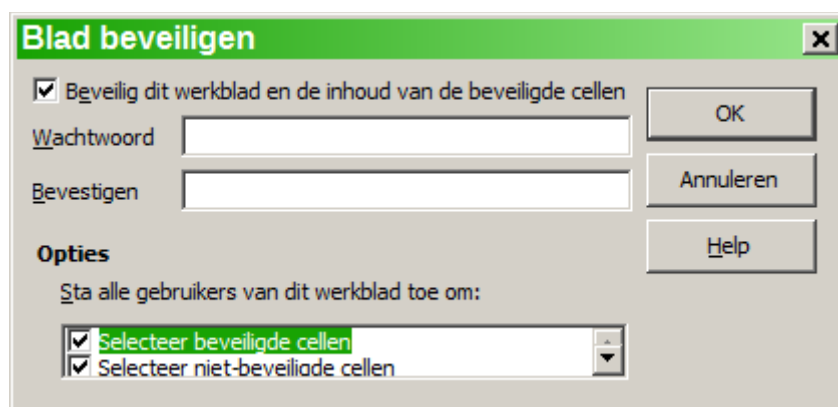 Blad beveiligen
Beveilig dit werkblad en de inhoud van de beveiligde cellen
Wachtwoord
Bevestigen
OK
Annuleren
Help
Opties
Sta alle gebruikers van dit werkblad toe om:
Selecteer beveiligde cellen
Selecteer niet-beveiligde cellen